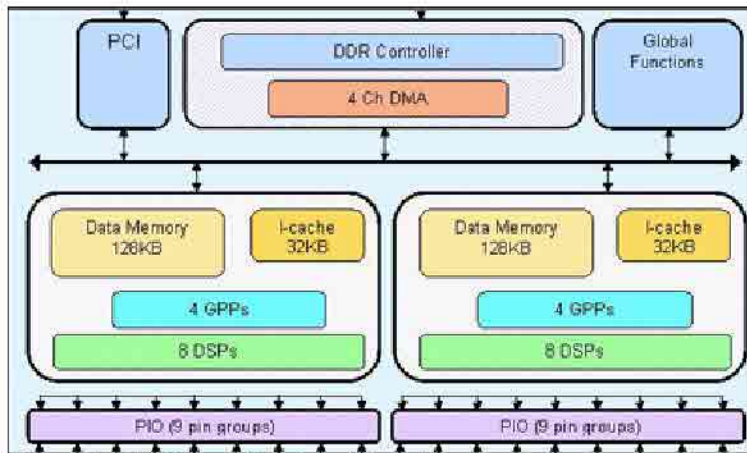 PCI
DDR Controller
4 Ch DMA
Global
Functions
Data Memory
128KB
I-cache
32KB
4 GPPs
8 DSPs
Data Memory
128KB
I-cache
32KB
4 GPPs
8 DSPs
PIO (9 pin groups)
PIO (9 pin groups)